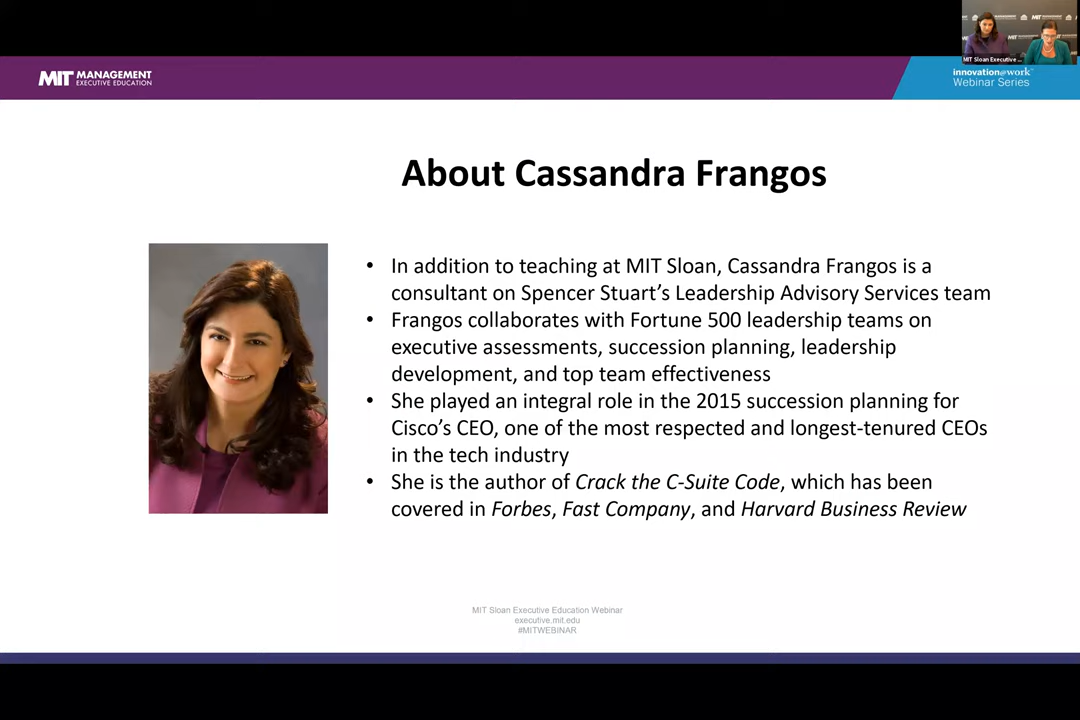 MIT Sloan Executive ...
MIT MANAGEMENT
EXECUTIVE EDUCATION
innovation@work™
Webinar Series
About Cassandra Frangos
• In addition to teaching at MIT Sloan, Cassandra Frangos is a
consultant on Spencer Stuart’s Leadership Advisory Services team
• Frangos collaborates with Fortune 500 leadership teams on
executive assessments, succession planning, leadership
development, and top team effectiveness
• She played an integral role in the 2015 succession planning for
Cisco’s CEO, one of the most respected and longest-tenured CEOs
in the tech industry
• She is the author of Crack the C-Suite Code, which has been
covered in Forbes, Fast Company, and Harvard Business Review
MIT Sloan Executive Education Webinar
executive.mit.edu
#MITWEBINAR